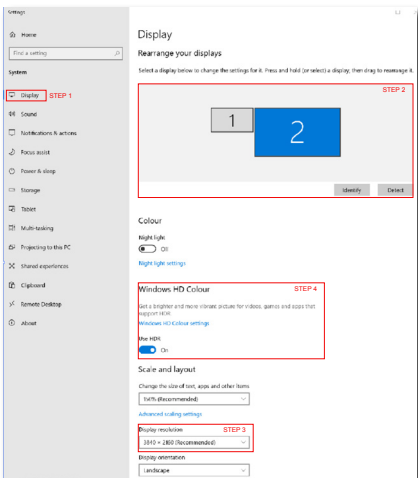 Settings
Home
Find a setting
System
Display STEP 1
Sound
Notifications & actions
Focus assist
Power & sleep
Storage
Tablet
Multi-tasking
Projecting to this PC
Shared experiences
Clipboard
Remote Desktop
About
Display
Rearrange your displays
Select a display below to change the settings for it. Press and hold (or select) a display, then drag to rearrange it.
STEP 2
1
2
Identify Detect
Colour
Night light
Off
Night light settings
STEP 4
Windows HD Colour
Get a brighter and more vibrant picture for videos, games and apps that
support HDR
Windows HD Colour settings
Use HDR
On
Scale and layout
Change the size of text, apps and other items
(Recommended)
Advanced scaling settings
Display resolution STEP 3
3840 × 2160 (Recommended)
Display orientation
Landscape